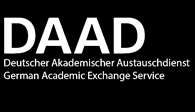 DAAD
Deutscher Akademischer Austauschdienst
German Academic Exchange Service